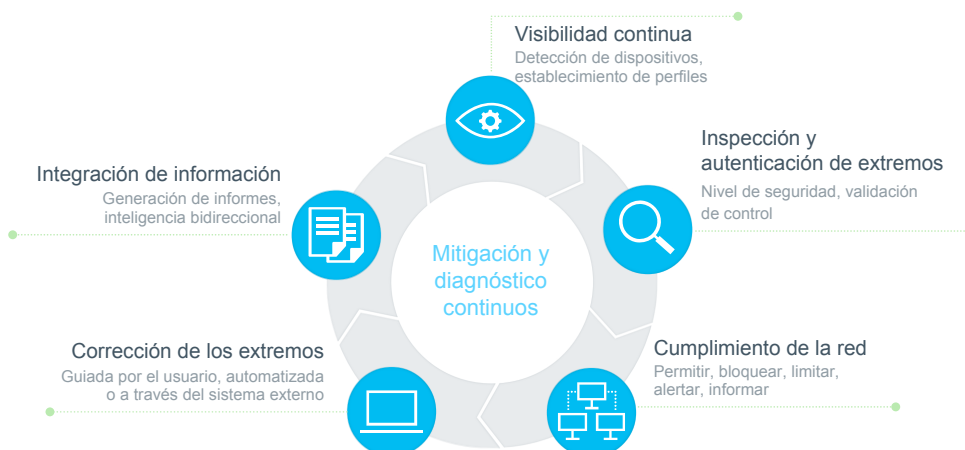 Visibilidad continua
Detección de dispositivos,
establecimiento de perfiles
Inspección y
autenticación de extremos
Nivel de seguridad, validación
de control
Integración de información
Generación de informes,
inteligencia bidireccional
Mitigación y
diagnóstico
continuos
Corrección de los extremos
Guiada por el usuario, automatizada
o a través del sistema externo
Cumplimiento de la red
Permitir, bloquear, limitar,
alertar, informar